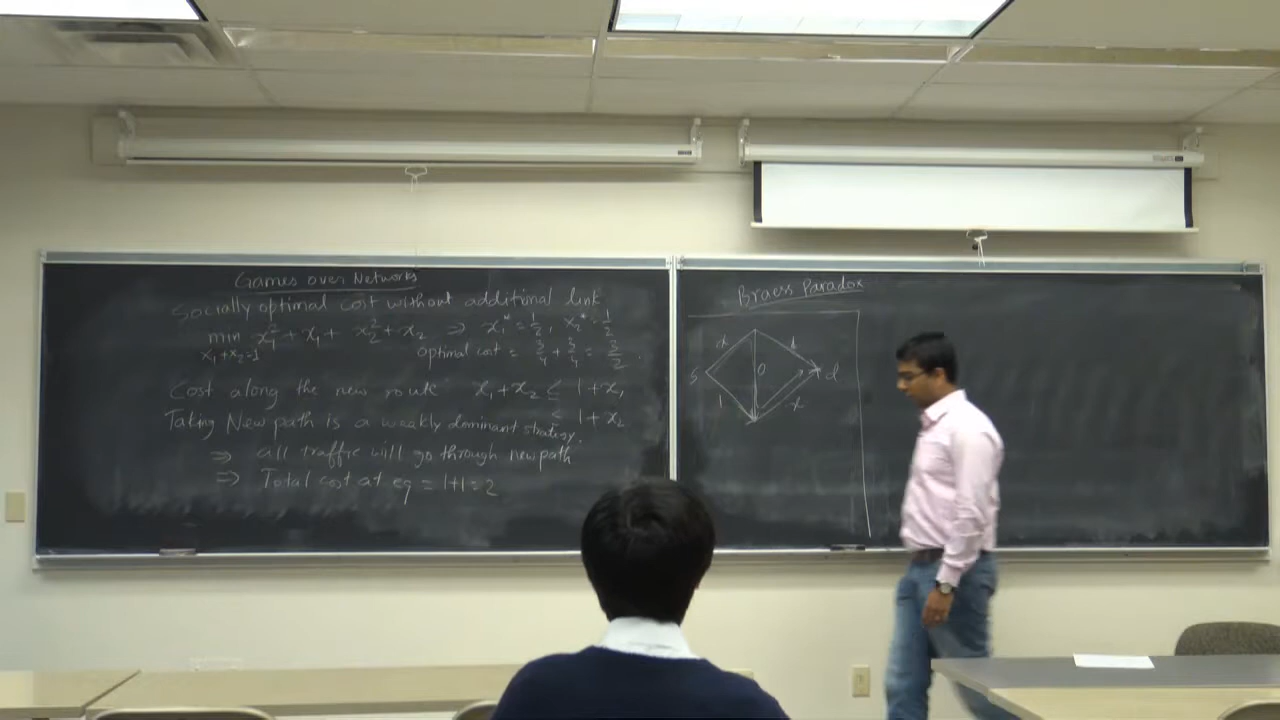 Games over Networks
Socially optimal cost without additional link
min x₁² + x₁ + x₂² + x₂ ⇒ x₁* = 1/2, x₂* = 1/2
x₁+x₂=1
optimal cost = 3/4 + 3/4 = 3/2.
Cost along the new route x₁+x₂ ≤ 1+x₁
≤ 1+x₂
Taking New path is a weakly dominant strategy.
⇒ all traffic will go through new path
⇒ Total cost at eq = 1+1=2
Braess Paradox
x 1
s 0 d
1 x